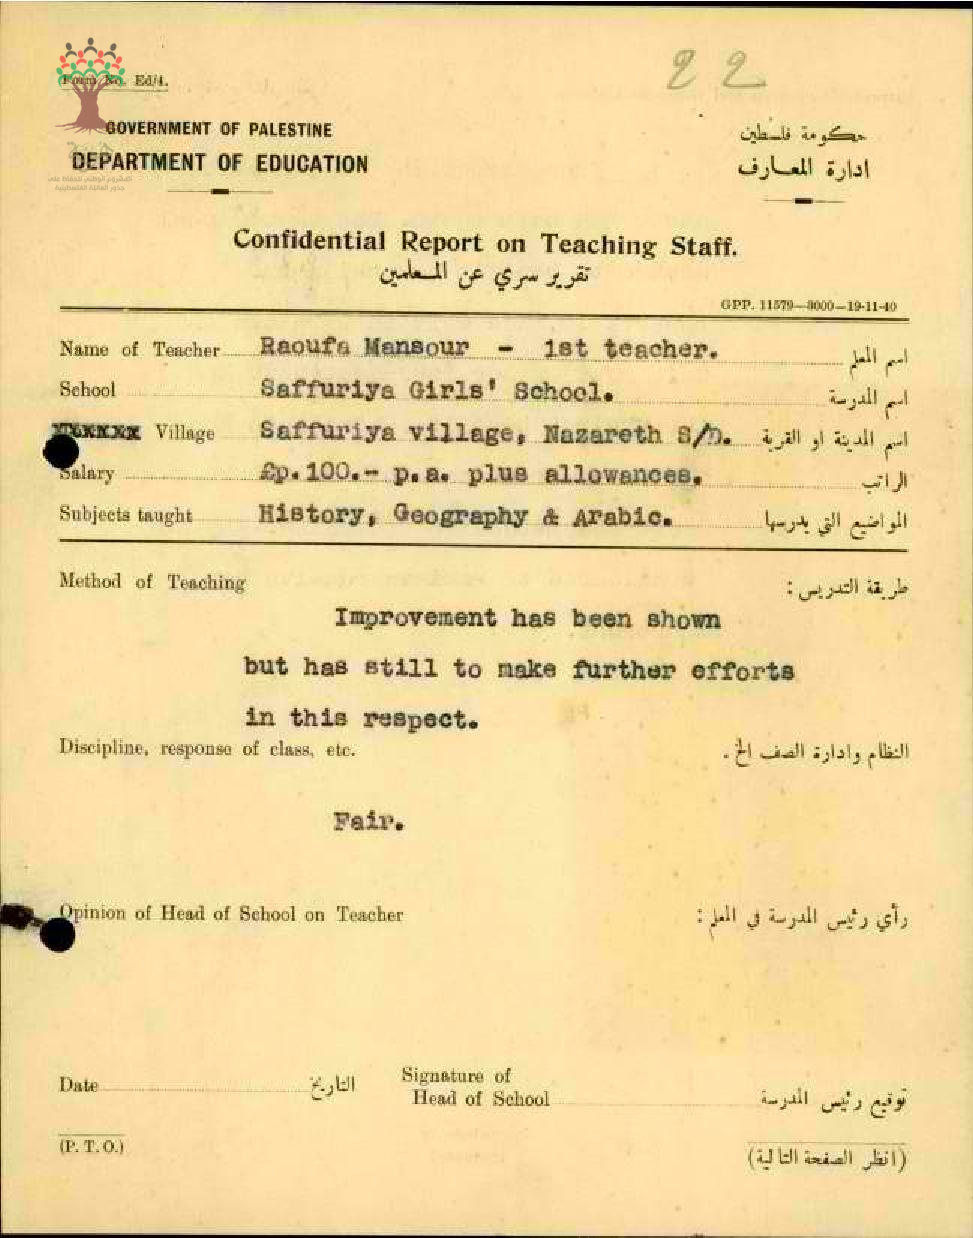 22
Form No. Ed/4.
GOVERNMENT OF PALESTINE
حكومة فلسطين
DEPARTMENT OF EDUCATION
ادارة المعارف
Confidential Report on Teaching Staff.
تقرير سري عن المعلمين
GPP. 11579—3000—19-11-40
Name of Teacher Raoufa Mansour - 1st teacher. اسم المعلم
School Saffuriya Girls' School. اسم المدرسة
Village Saffuriya village, Nazareth S/D. اسم المدينة او القرية
Salary £p.100.- p.a. plus allowances. الراتب
Subjects taught History, Geography & Arabic. المواضيع التي يدرسها
Method of Teaching طريقة التدريس :
Improvement has been shown
but has still to make further efforts
in this respect.
Discipline, response of class, etc. النظام وادارة الصف الخ .
Fair.
Opinion of Head of School on Teacher رأي رئيس المدرسة في المعلم :
Date التاريخ Signature of
Head of School توقيع رئيس المدرسة
(P. T. O.) (انظر الصفحة التالية)